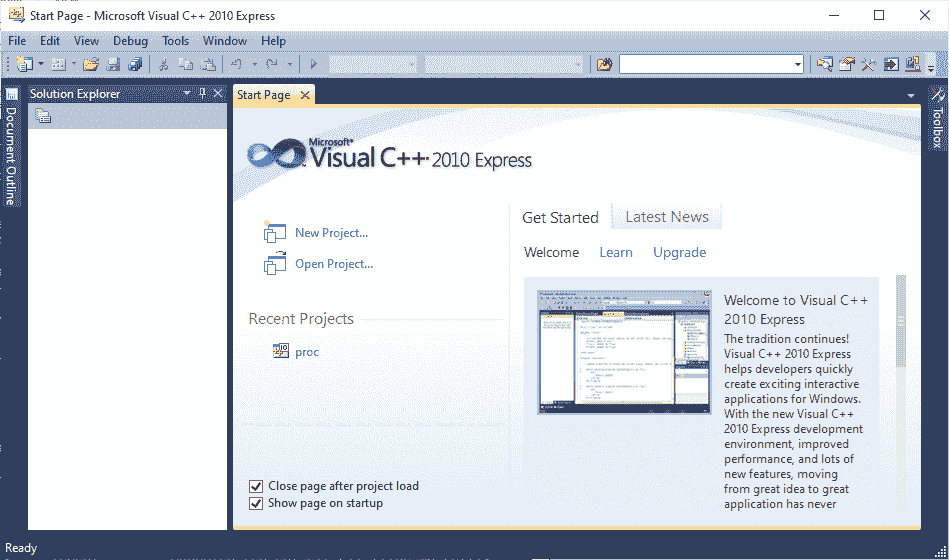 Start Page - Microsoft Visual C++ 2010 Express
File Edit View Debug Tools Window Help
Solution Explorer
Start Page
Document Outline
Toolbox
Microsoft®
Visual C++ 2010 Express
New Project...
Open Project...
Recent Projects
proc
Close page after project load
Show page on startup
Get Started Latest News
Welcome Learn Upgrade
Welcome to Visual C++
2010 Express
The tradition continues!
Visual C++ 2010 Express
helps developers quickly
create exciting interactive
applications for Windows.
With the new Visual C++
2010 Express development
environment, improved
performance, and lots of
new features, moving
from great idea to great
application has never
Ready